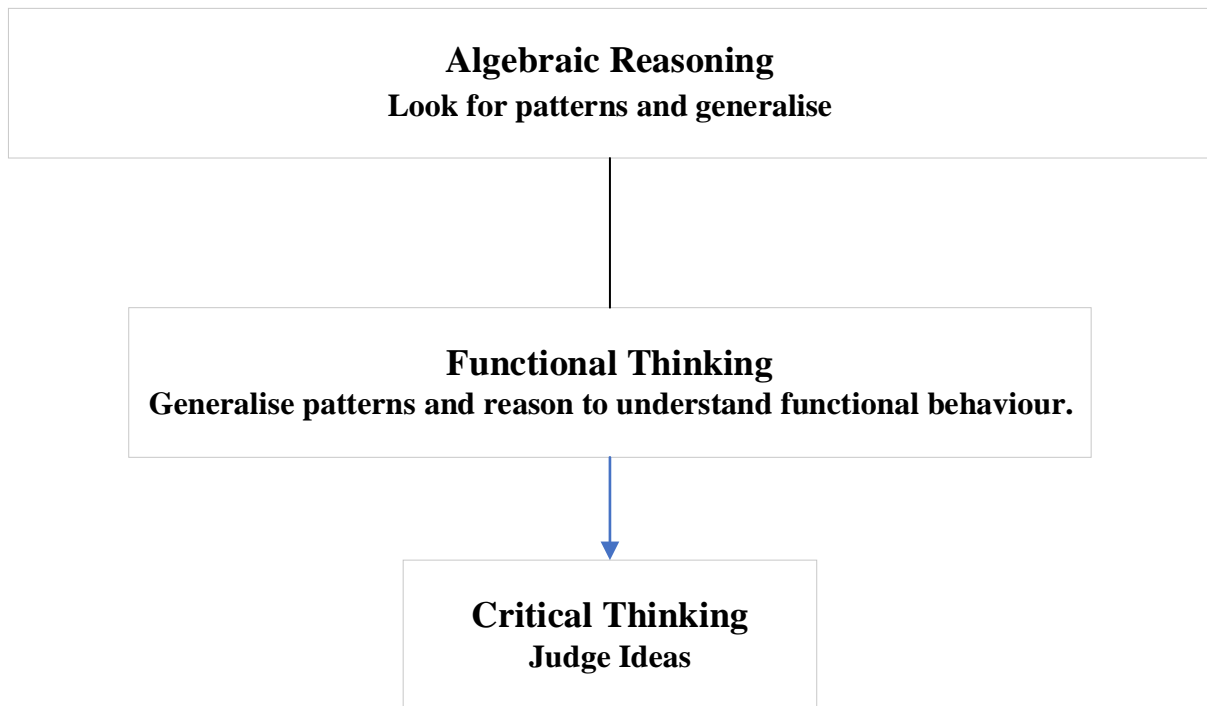 Algebraic Reasoning
Look for patterns and generalise
Functional Thinking
Generalise patterns and reason to understand functional behaviour.
Critical Thinking
Judge Ideas